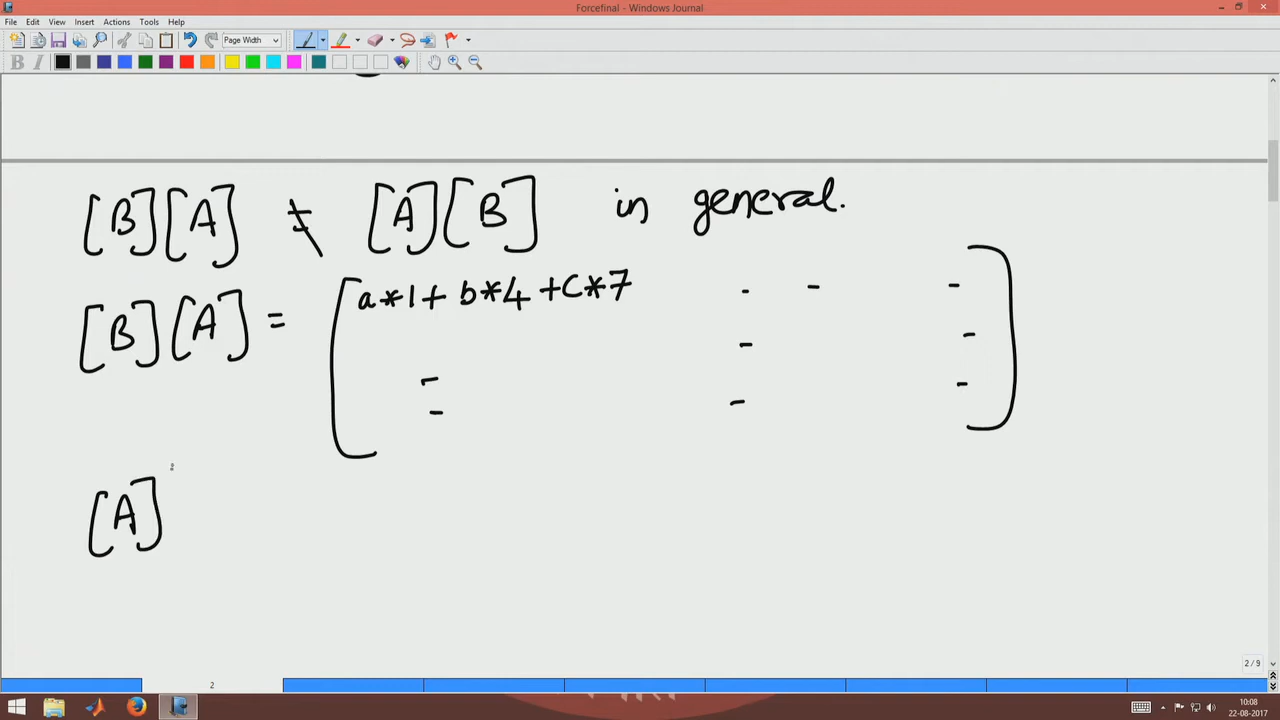 Forcefinal - Windows Journal
File Edit View Insert Actions Tools Help
Page Width
B I
[B][A] ≠ [A][B] in general.
[B][A] = [a*1+ b*4 +c*7 - - -
- -
- - -
-]
[A]
2 / 9
2
10:08
22-08-2017